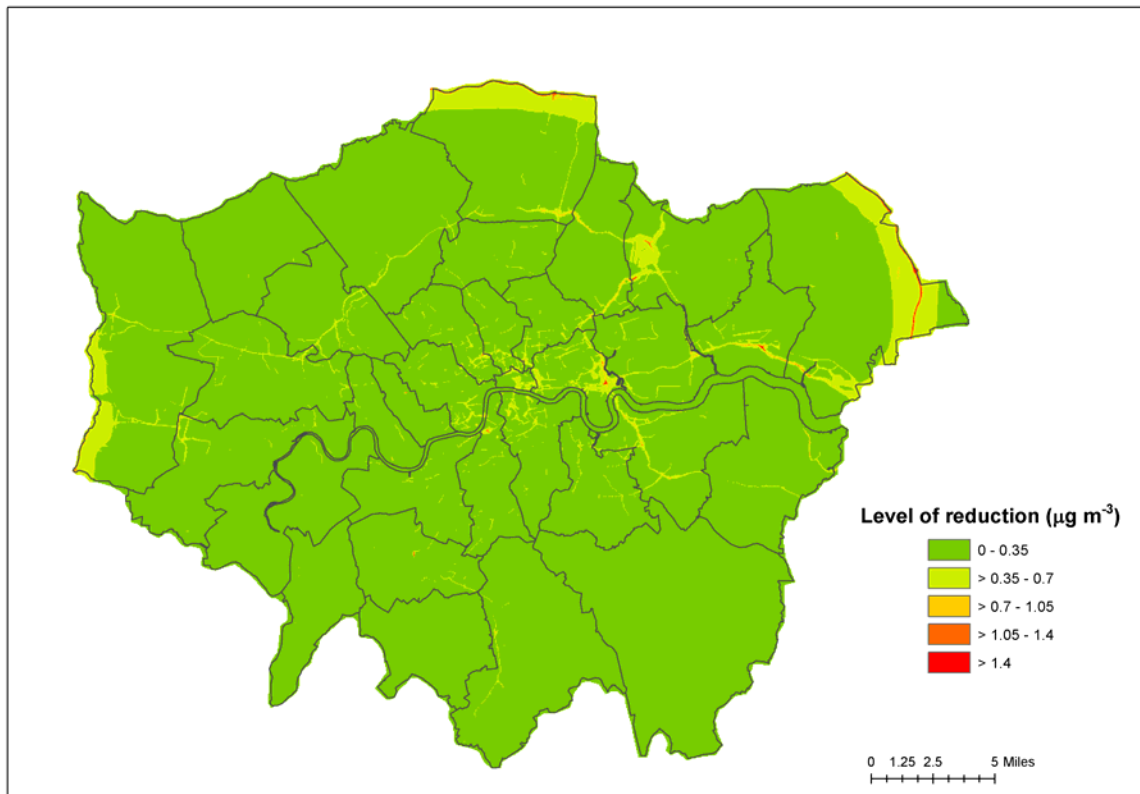 Level of reduction (µg m⁻³)
0 - 0.35
> 0.35 - 0.7
> 0.7 - 1.05
> 1.05 - 1.4
> 1.4
0 1.25 2.5 5 Miles